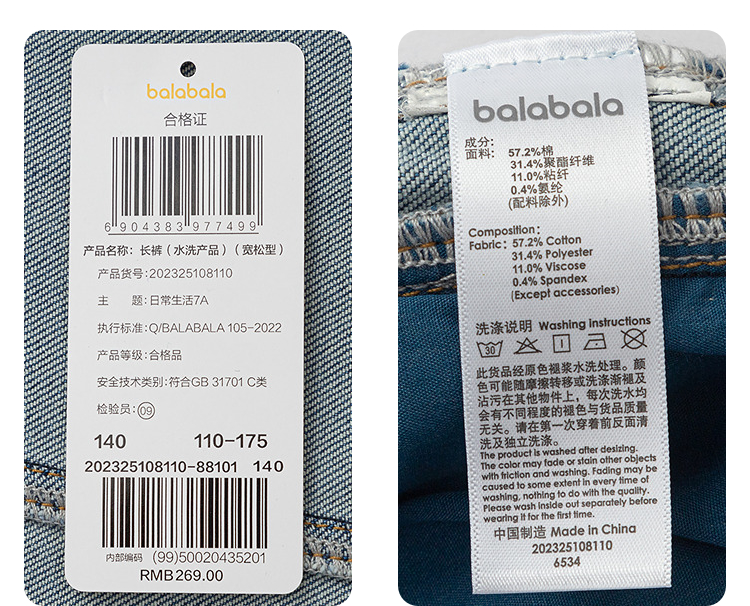 balabala
合格证
6 904383 977499
产品名称: 长裤（水洗产品）（宽松型）
产品货号: 202325108110
主 题: 日常生活7A
执行标准: Q/BALABALA 105-2022
产品等级: 合格品
安全技术类别: 符合GB 31701 C类
检验员: 09
140 110-175
202325108110-88101 140
内部编码 (99)50020435201
RMB269.00
balabala
成分:
面料: 57.2%棉
31.4%聚酯纤维
11.0%粘纤
0.4%氨纶
(配料除外)
Composition:
Fabric: 57.2% Cotton
31.4% Polyester
11.0% Viscose
0.4% Spandex
(Except accessories)
洗涤说明 Washing instructions
30
此货品经原色褪浆水洗处理。颜
色可能随摩擦转移或洗涤渐褪及
沾污在其他物件上，每次洗水均
会有不同程度的褪色与货品质量
无关。请在第一次穿着前反面清
洗及独立洗涤。
The product is washed after desizing.
The color may fade or stain other objects
with friction and washing. Fading may be
caused to some extent in every time of
washing, nothing to do with the quality.
Please wash inside out separately before
wearing it for the first time.
中国制造 Made in China
202325108110
6534